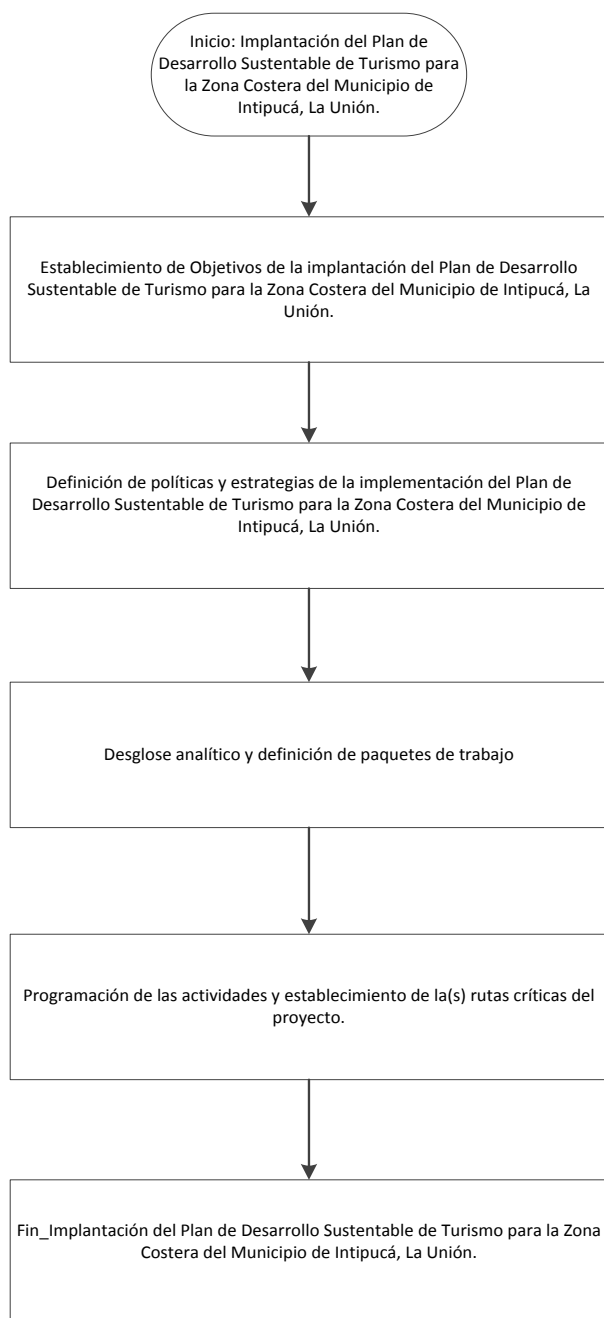 Inicio: Implantación del Plan de
Desarrollo Sustentable de Turismo para
la Zona Costera del Municipio de
Intipucá, La Unión.
Establecimiento de Objetivos de la implantación del Plan de Desarrollo
Sustentable de Turismo para la Zona Costera del Municipio de Intipucá, La
Unión.
Definición de políticas y estrategias de la implementación del Plan de
Desarrollo Sustentable de Turismo para la Zona Costera del Municipio de
Intipucá, La Unión.
Desglose analítico y definición de paquetes de trabajo
Programación de las actividades y establecimiento de la(s) rutas críticas del
proyecto.
Fin_Implantación del Plan de Desarrollo Sustentable de Turismo para la Zona
Costera del Municipio de Intipucá, La Unión.